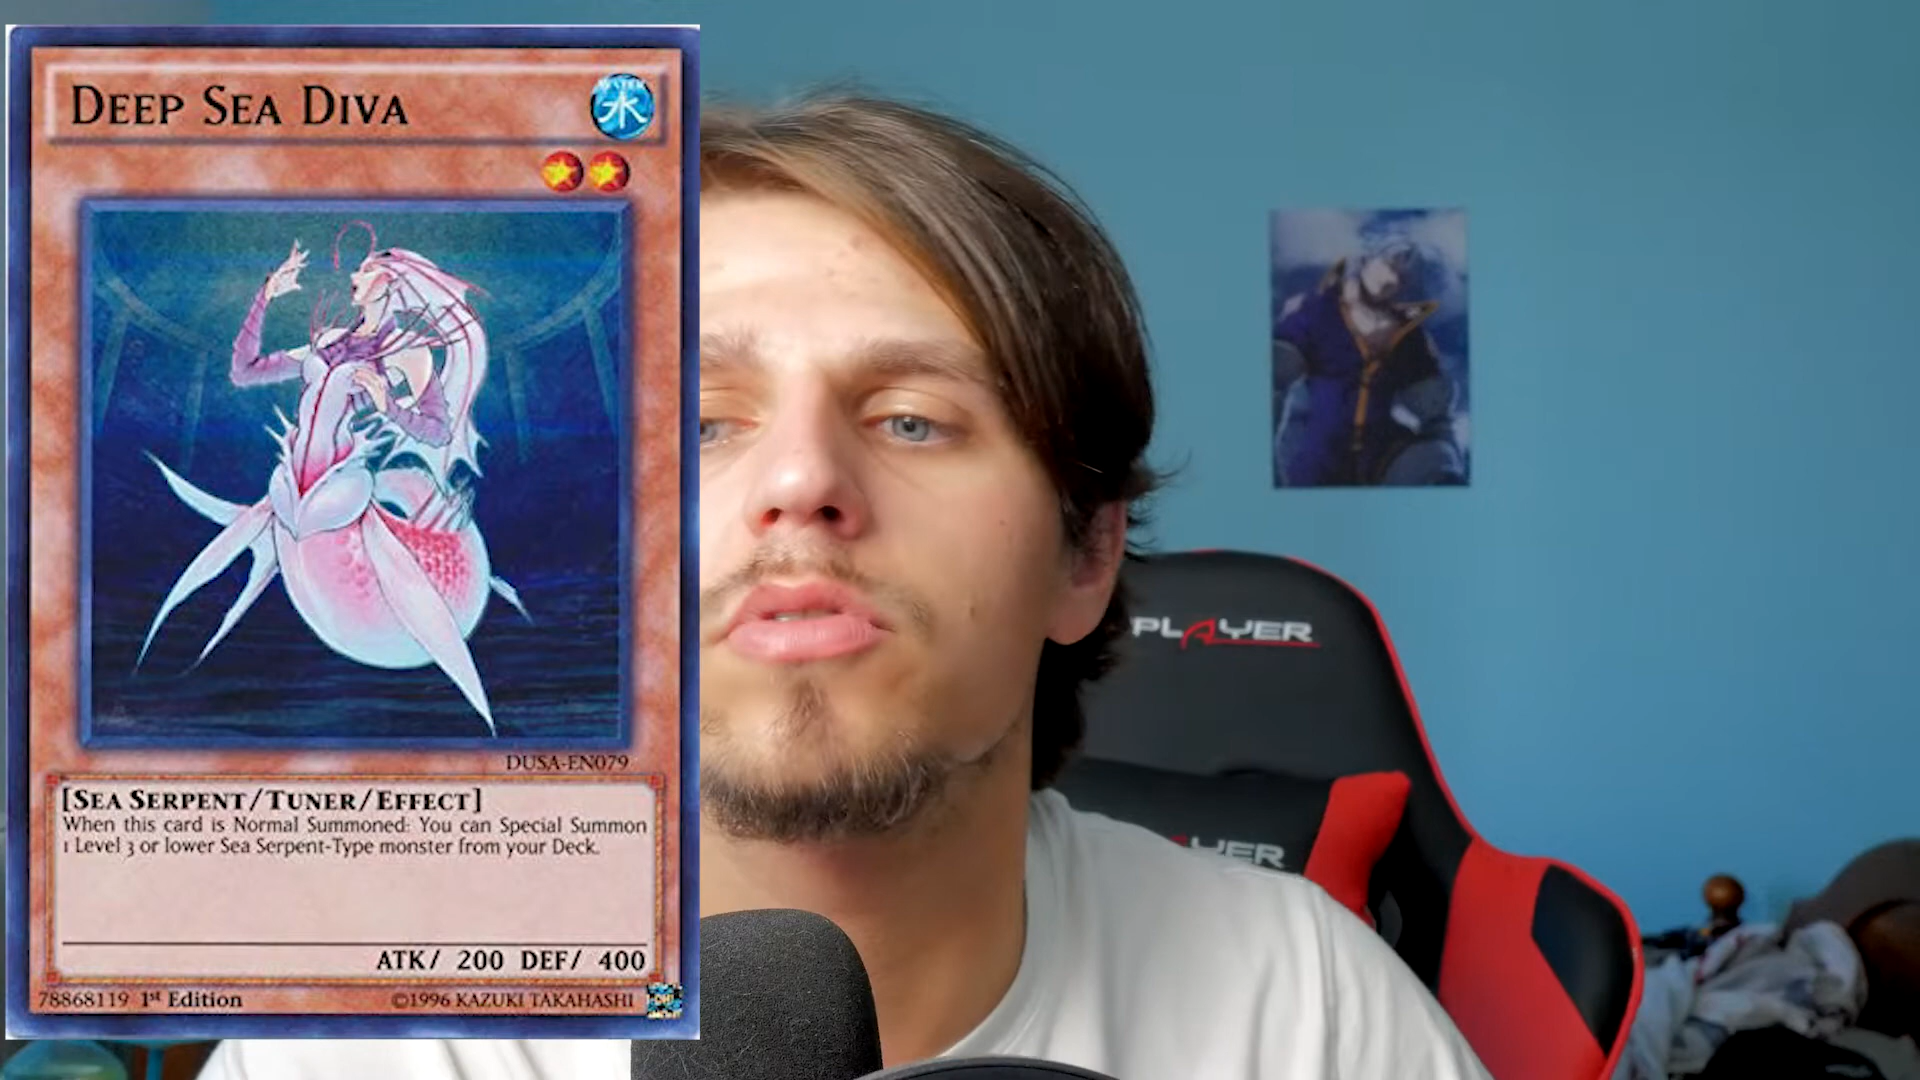 DEEP SEA DIVA
WATER
水
DUSA-EN079
[SEA SERPENT/TUNER/EFFECT]
When this card is Normal Summoned: You can Special Summon
1 Level 3 or lower Sea Serpent-Type monster from your Deck.
ATK/ 200 DEF/ 400
78868119 1st Edition
©1996 KAZUKI TAKAHASHI
PLAYER
PLAYER